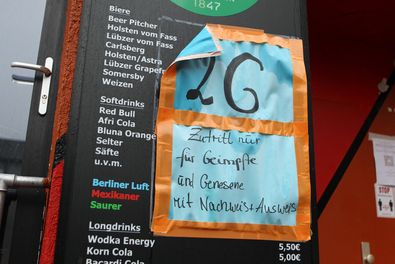 1847
Biere
Beer Pitcher
Holsten vom Fass
Lübzer vom Fass
Carlsberg
Holsten/Astra
Lübzer Grapefr
Somersby
Weizen
Softdrinks
Red Bull
Afri Cola
Bluna Orange
Selter
Säfte
u.v.m.
Berliner Luft
Mexikaner
Saurer
Longdrinks
Wodka Energy
Korn Cola
Bacardi Cola
2G
Zutritt nur
für Geimpfte
und Genesene
mit Nachweis+Ausweis
5,50€
5,00€
STOP